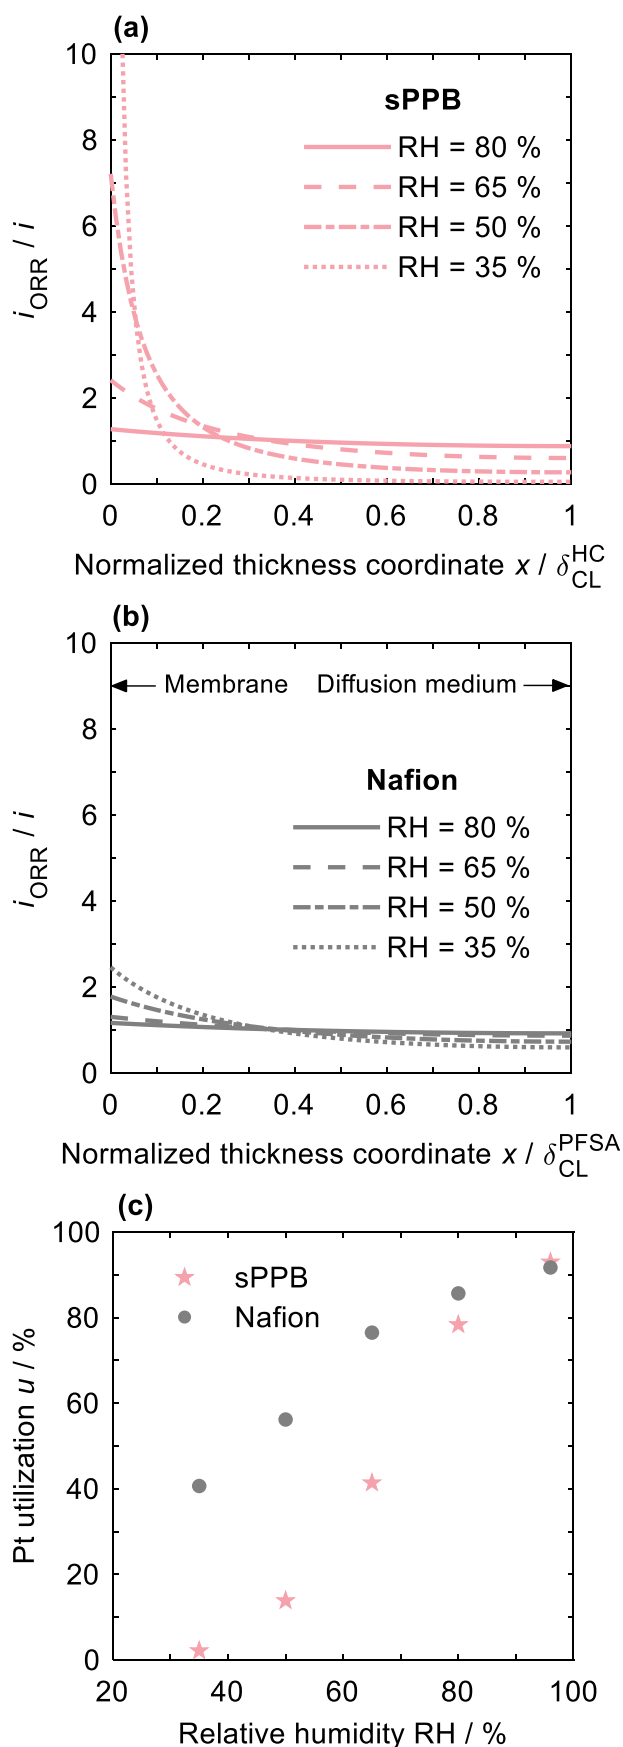 (a)
10
8
6
4
2
0
i_ORR / i
sPPB
RH = 80 %
RH = 65 %
RH = 50 %
RH = 35 %
0 0.2 0.4 0.6 0.8 1
Normalized thickness coordinate x / δ_CL^HC
(b)
10
8
6
4
2
0
i_ORR / i
Membrane Diffusion medium
Nafion
RH = 80 %
RH = 65 %
RH = 50 %
RH = 35 %
0 0.2 0.4 0.6 0.8 1
Normalized thickness coordinate x / δ_CL^PFSA
(c)
100
80
60
40
20
0
Pt utilization u / %
sPPB
Nafion
20 40 60 80 100
Relative humidity RH / %